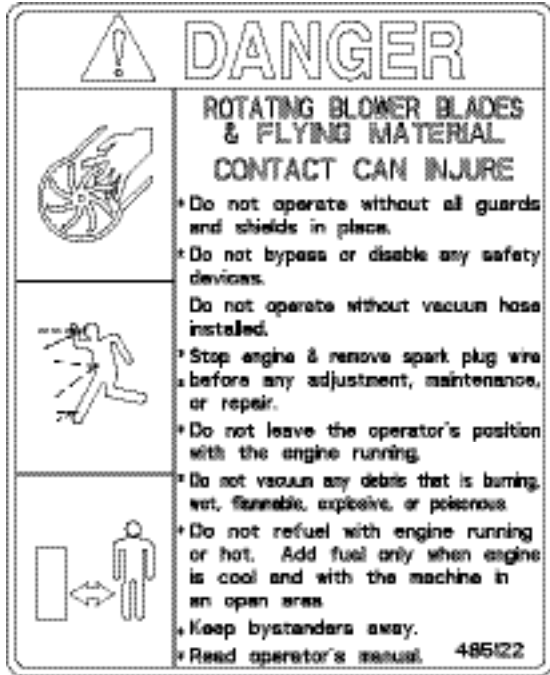 DANGER
ROTATING BLOWER BLADES
& FLYING MATERIAL
CONTACT CAN INJURE
* Do not operate without all guards
and shields in place.
* Do not bypass or disable any safety
devices.
Do not operate without vacuum hose
installed.
* Stop engine & remove spark plug wire
* before any adjustment, maintenance,
or repair.
* Do not leave the operator's position
with the engine running.
* Do not vacuum any debris that is burning,
wet, flammable, explosive, or poisonous
* Do not refuel with engine running
or hot. Add fuel only when engine
is cool and with the machine in
an open area
* Keep bystanders away.
* Read operator's manual. 485122